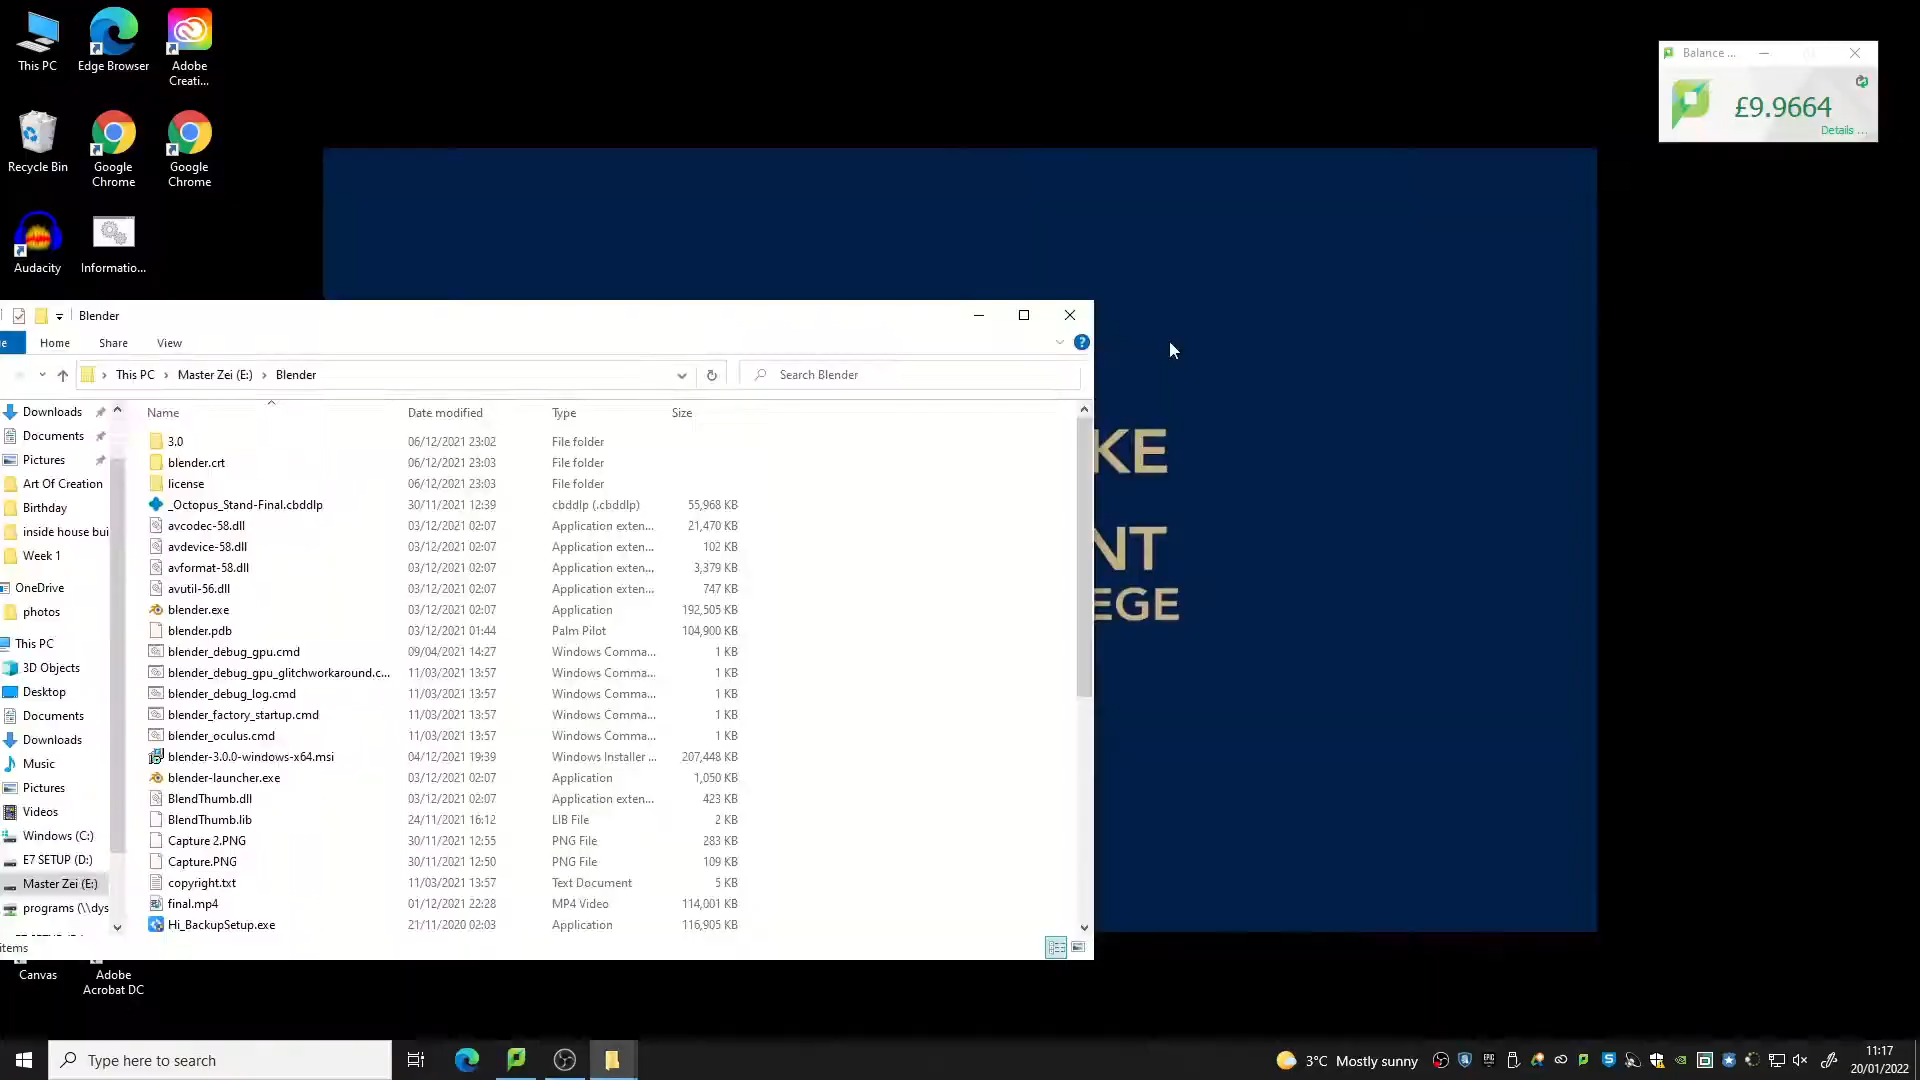 This PC
Edge Browser
Adobe
Creati...
Recycle Bin
Google
Chrome
Google
Chrome
Audacity
Informatio...
Balance ...
£9.9664
Details ...
KE
NT
EGE
Blender
Home
Share
View
This PC
Master Zei (E:)
Blender
Search Blender
Downloads
Documents
Pictures
Art Of Creation
Birthday
inside house bui
Week 1
OneDrive
photos
This PC
3D Objects
Desktop
Documents
Downloads
Music
Pictures
Videos
Windows (C:)
E7 SETUP (D:)
Master Zei (E:)
programs (\\dys
Name Date modified Type Size
3.0 06/12/2021 23:02 File folder
blender.crt 06/12/2021 23:03 File folder
license 06/12/2021 23:03 File folder
_Octopus_Stand-Final.cbddlp 30/11/2021 12:39 cbddlp (.cbddlp) 55,968 KB
avcodec-58.dll 03/12/2021 02:07 Application exten... 21,470 KB
avdevice-58.dll 03/12/2021 02:07 Application exten... 102 KB
avformat-58.dll 03/12/2021 02:07 Application exten... 3,379 KB
avutil-56.dll 03/12/2021 02:07 Application exten... 747 KB
blender.exe 03/12/2021 02:07 Application 192,505 KB
blender.pdb 03/12/2021 01:44 Palm Pilot 104,900 KB
blender_debug_gpu.cmd 09/04/2021 14:27 Windows Comma... 1 KB
blender_debug_gpu_glitchworkaround.c... 11/03/2021 13:57 Windows Comma... 1 KB
blender_debug_log.cmd 11/03/2021 13:57 Windows Comma... 1 KB
blender_factory_startup.cmd 11/03/2021 13:57 Windows Comma... 1 KB
blender_oculus.cmd 11/03/2021 13:57 Windows Comma... 1 KB
blender-3.0.0-windows-x64.msi 04/12/2021 19:39 Windows Installer ... 207,448 KB
blender-launcher.exe 03/12/2021 02:07 Application 1,050 KB
BlendThumb.dll 03/12/2021 02:07 Application exten... 423 KB
BlendThumb.lib 24/11/2021 16:12 LIB File 2 KB
Capture 2.PNG 30/11/2021 12:55 PNG File 283 KB
Capture.PNG 30/11/2021 12:50 PNG File 109 KB
copyright.txt 11/03/2021 13:57 Text Document 5 KB
final.mp4 01/12/2021 22:28 MP4 Video 114,001 KB
Hi_BackupSetup.exe 21/11/2020 02:03 Application 116,905 KB
items
Canvas
Adobe
Acrobat DC
Type here to search
3°C Mostly sunny
11:17
20/01/2022